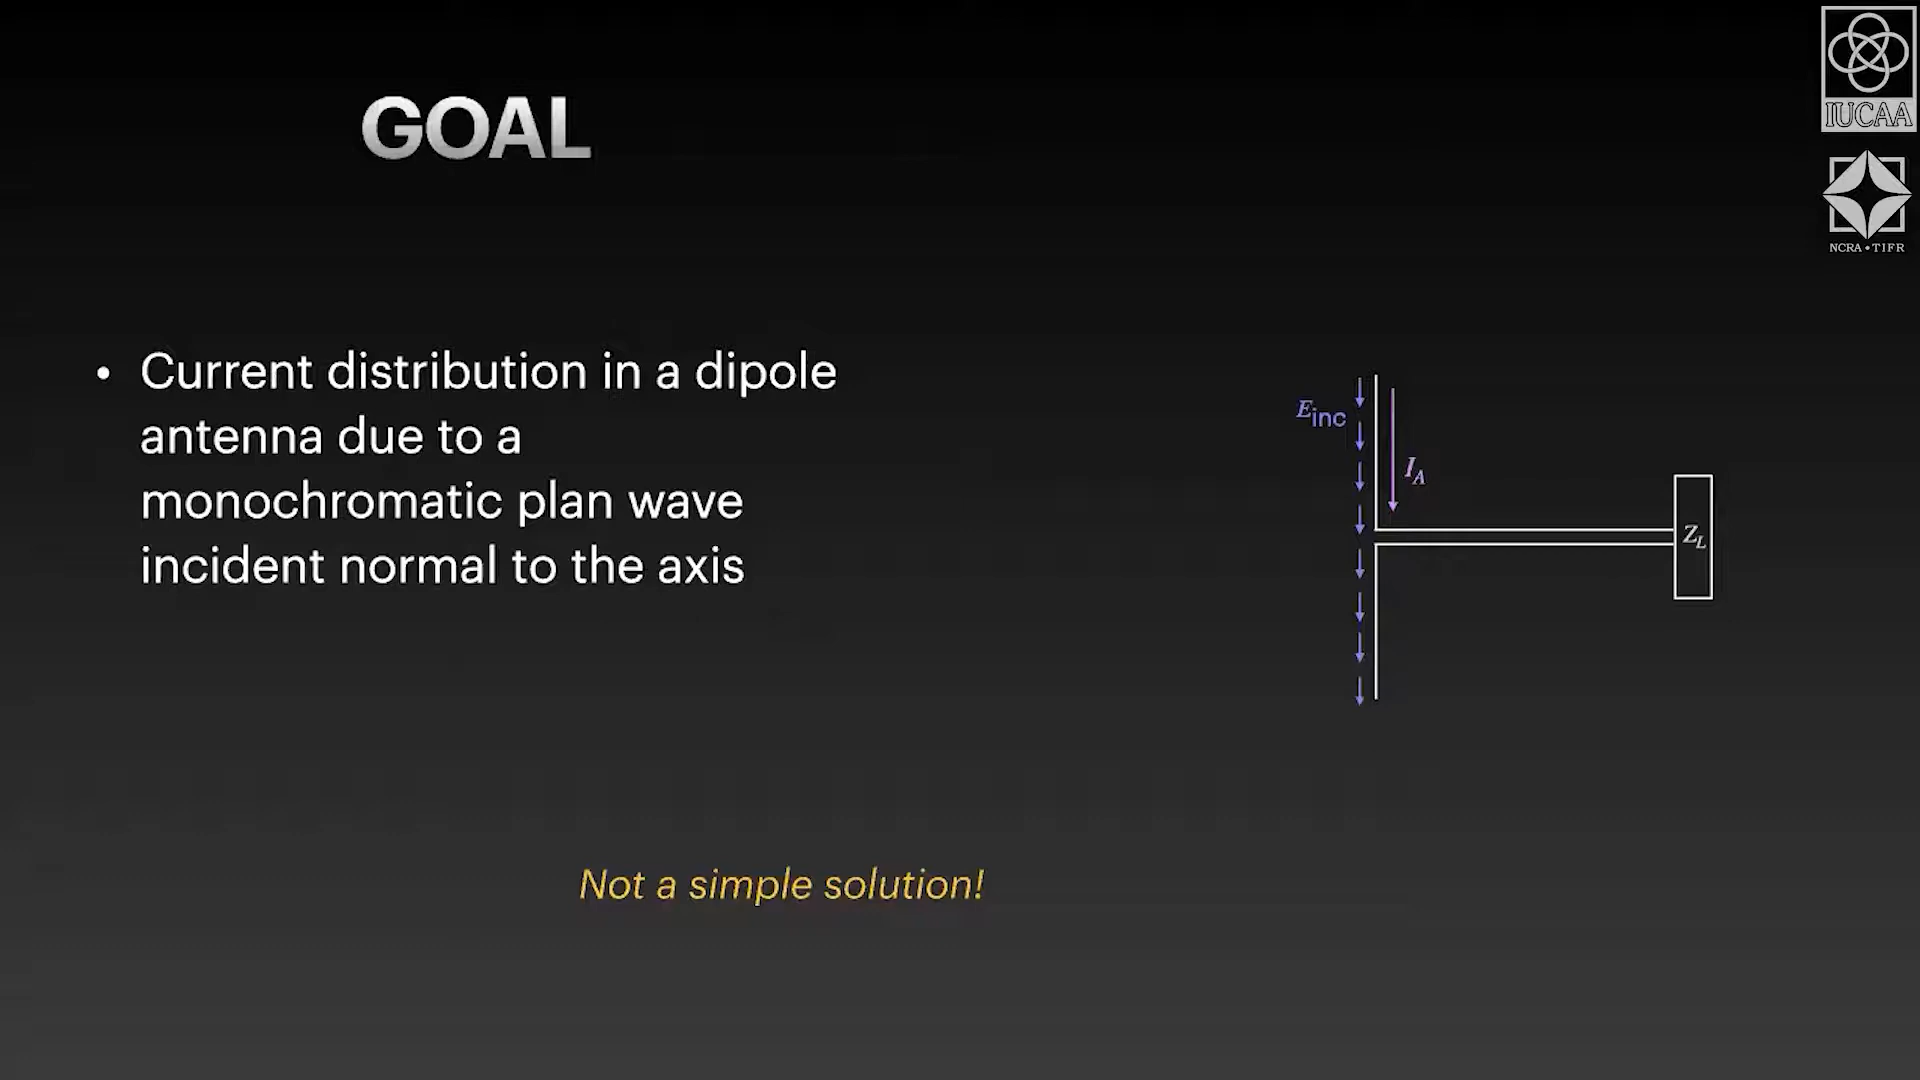 GOAL
IUCAA
NCRA • TIFR
• Current distribution in a dipole
antenna due to a
monochromatic plan wave
incident normal to the axis
E_inc
I_A
Z_L
Not a simple solution!